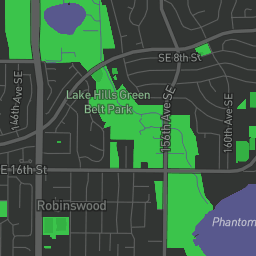 SE 8th St
146th Ave SE
Lake Hills Green
Belt Park
156th Ave SE
160th Ave SE
E 16th St
Robinswood
Phantom